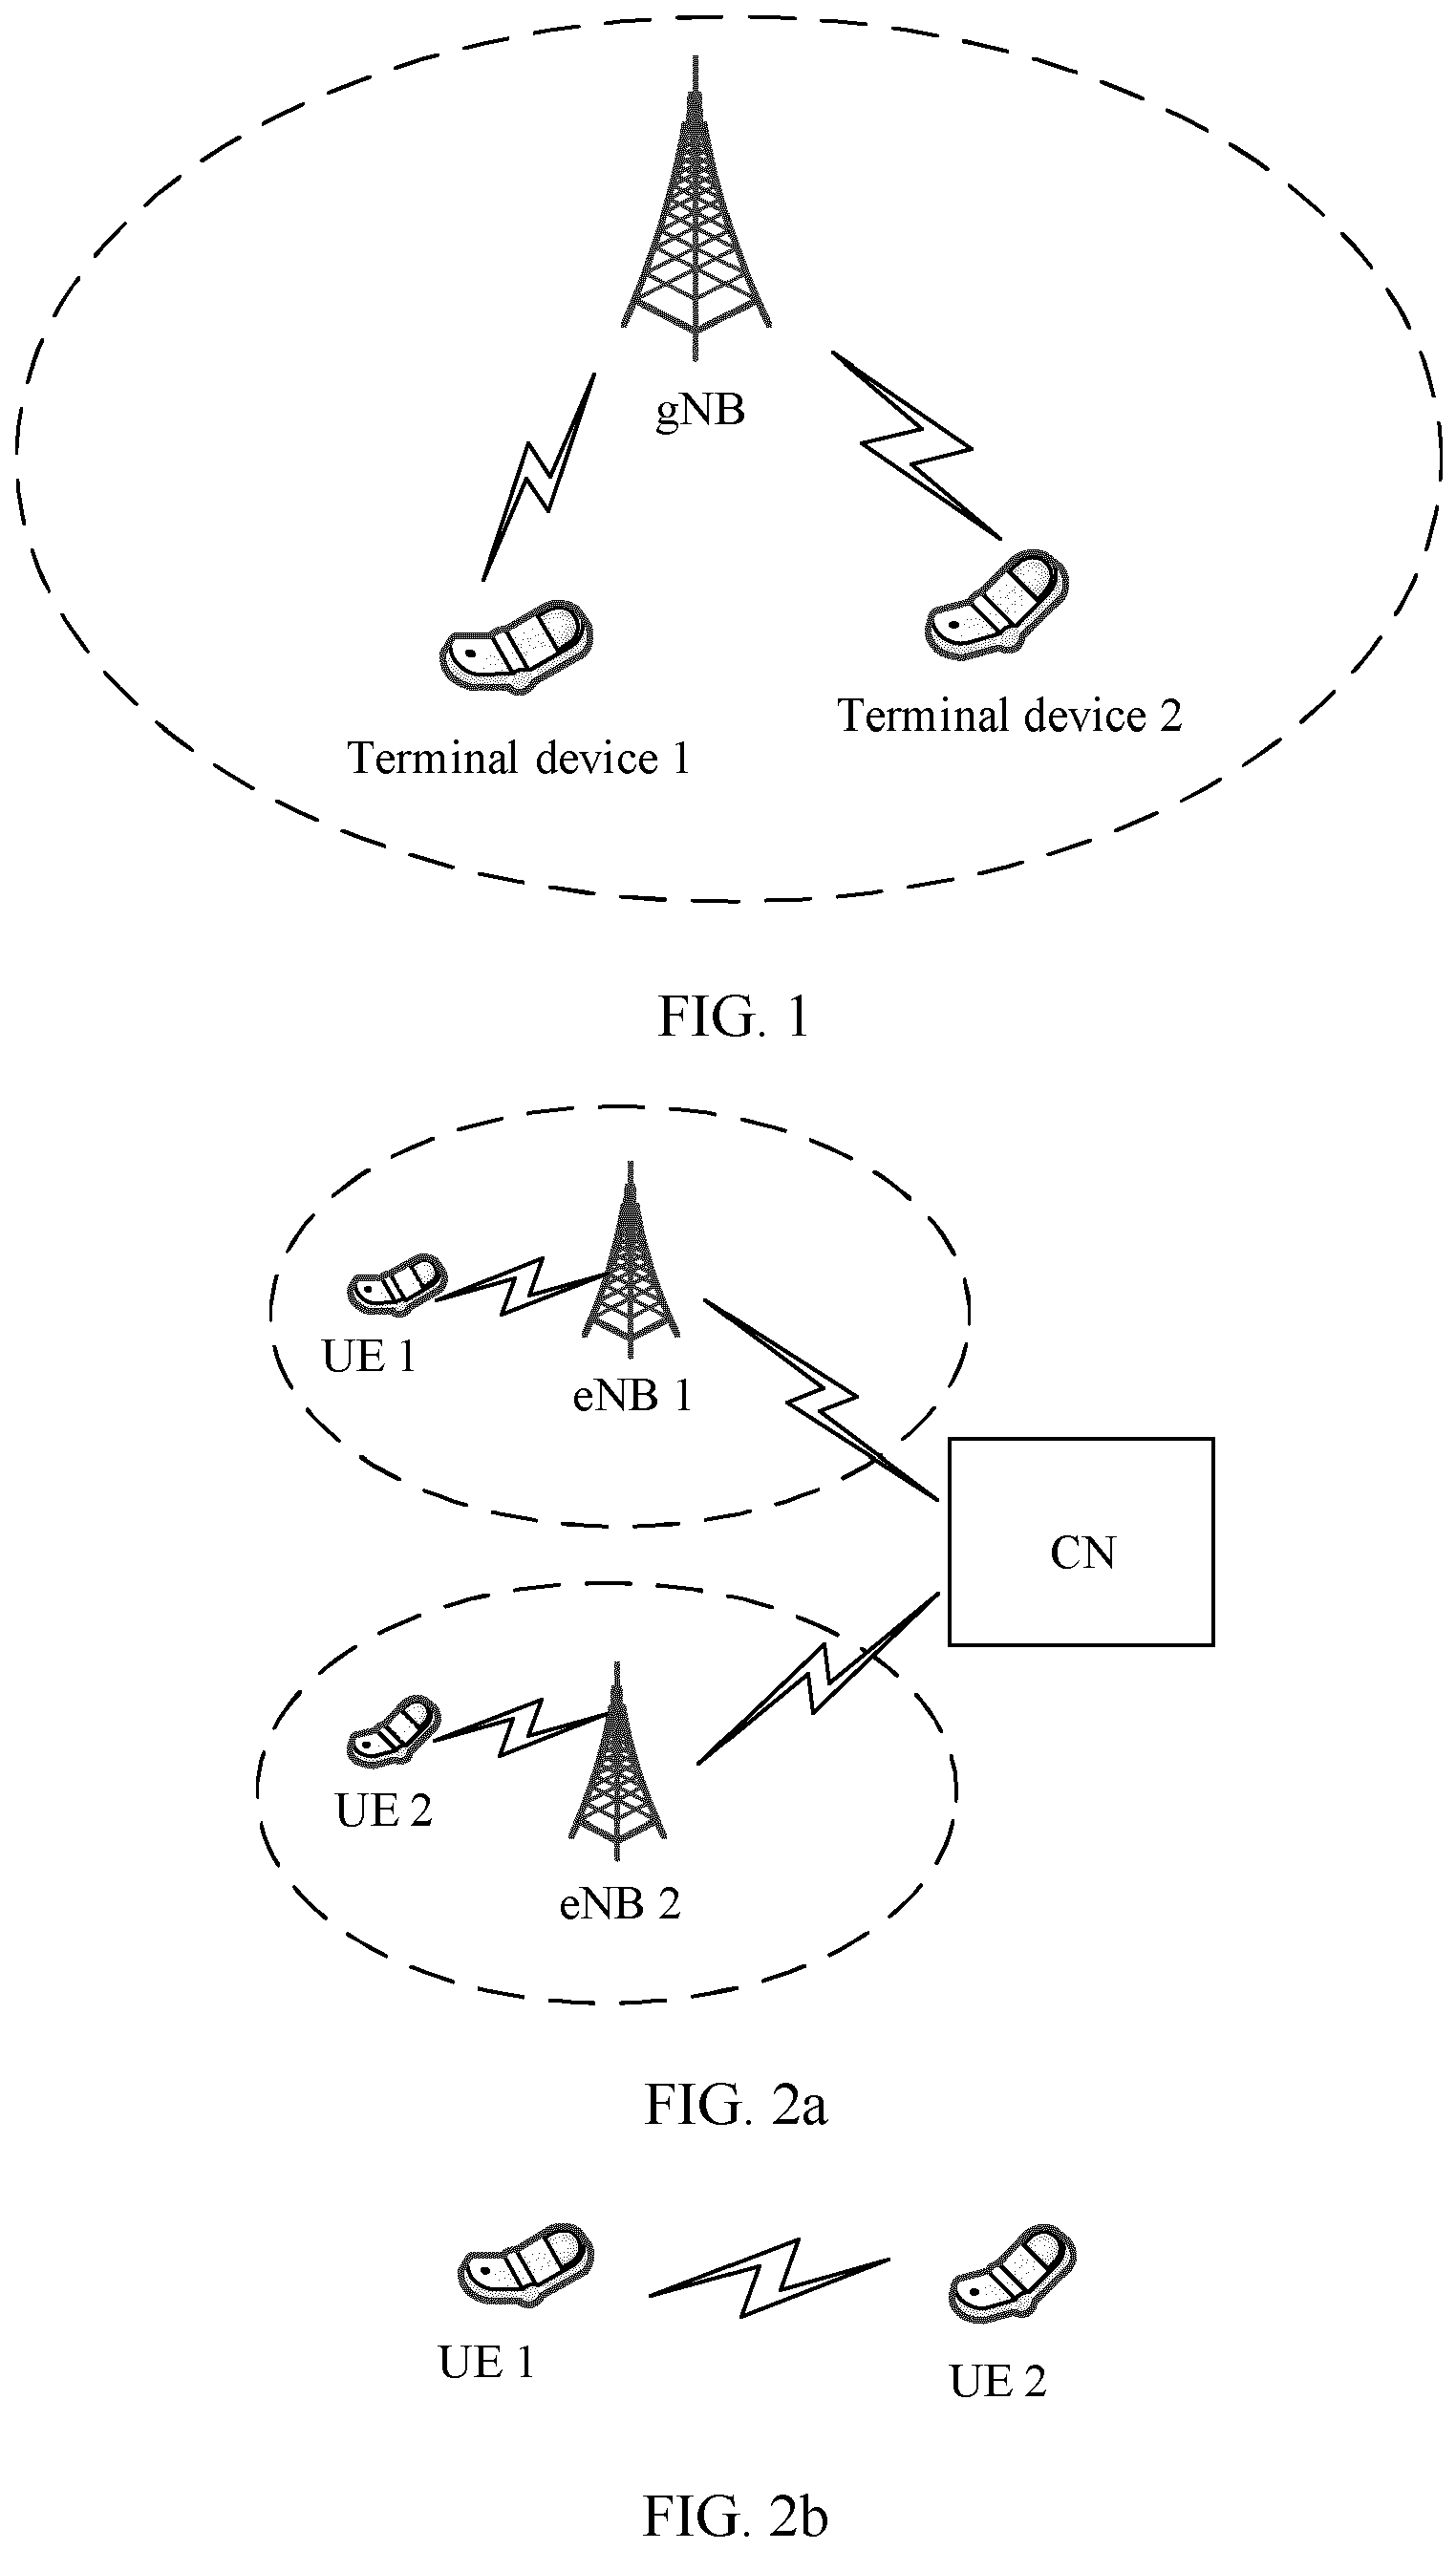 gNB
Terminal device 2
Terminal device 1
FIG. 1
UE 1
eNB 1
CN
UE 2
eNB 2
FIG. 2a
UE 1
UE 2
FIG. 2b